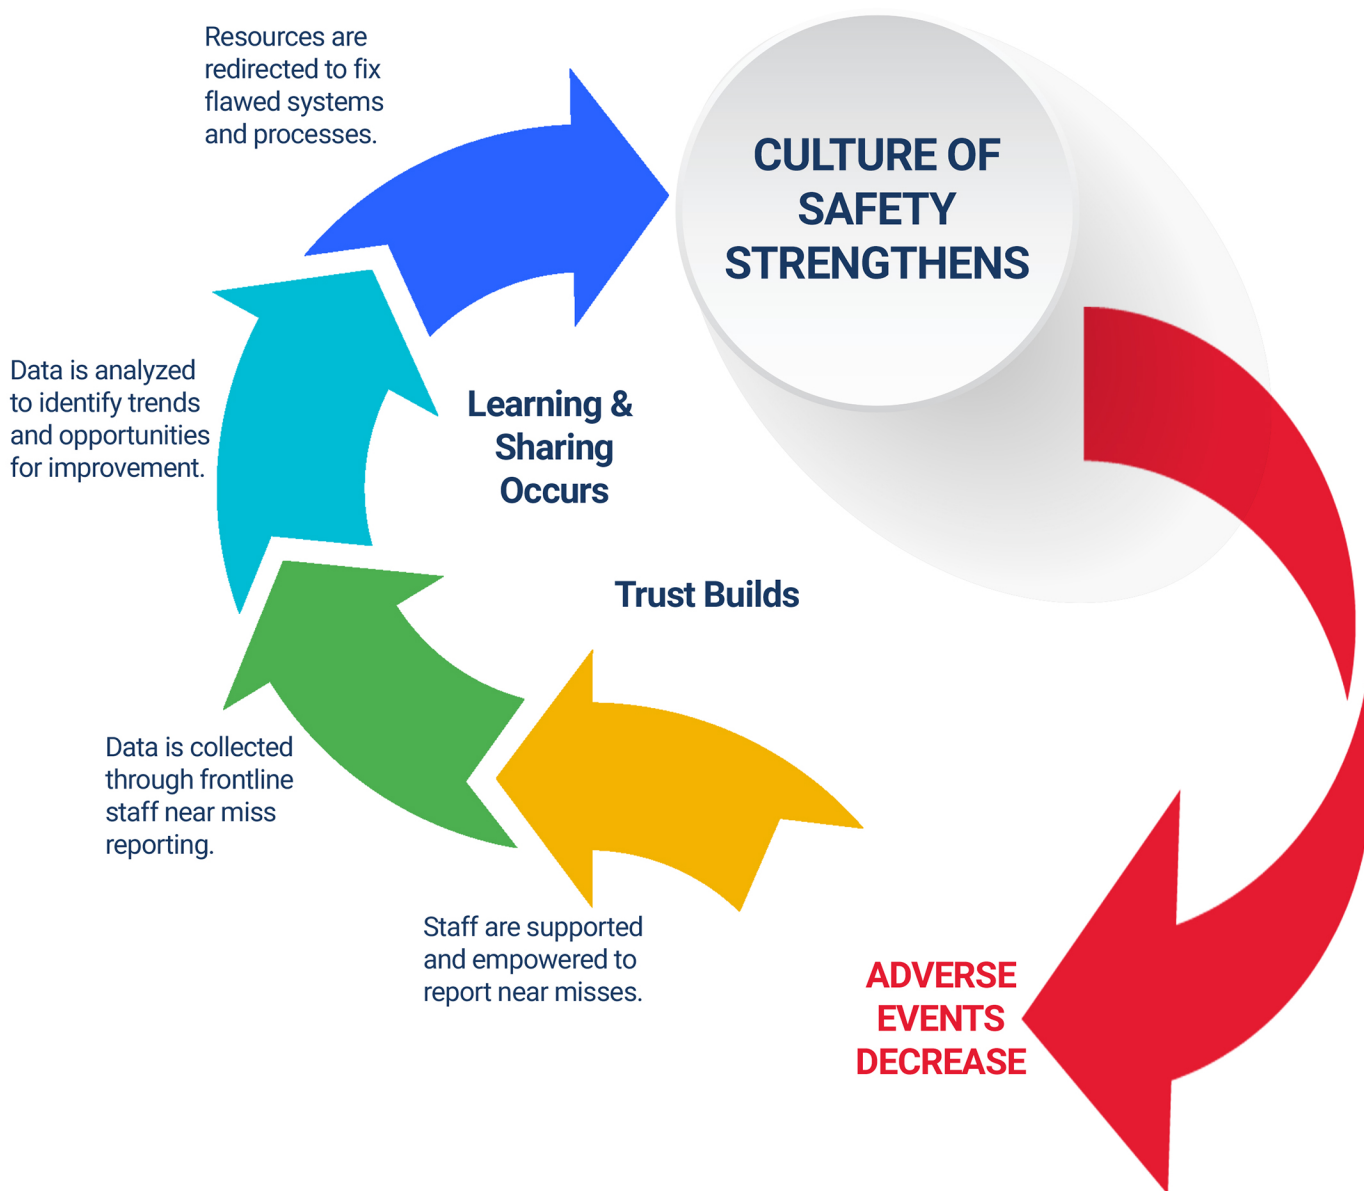 Resources are
redirected to fix
flawed systems
and processes.
CULTURE OF
SAFETY
STRENGTHENS
Data is analyzed
to identify trends
and opportunities
for improvement.
Learning &
Sharing
Occurs
Trust Builds
Data is collected
through frontline
staff near miss
reporting.
Staff are supported
and empowered to
report near misses.
ADVERSE
EVENTS
DECREASE